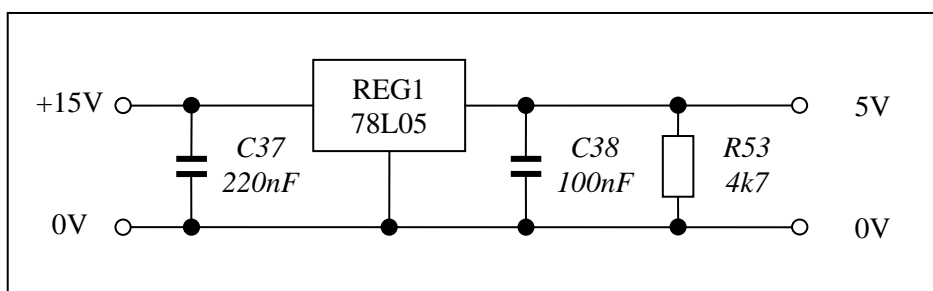 REG1
78L05
+15V
5V
C37
220nF
C38
100nF
R53
4k7
0V
0V